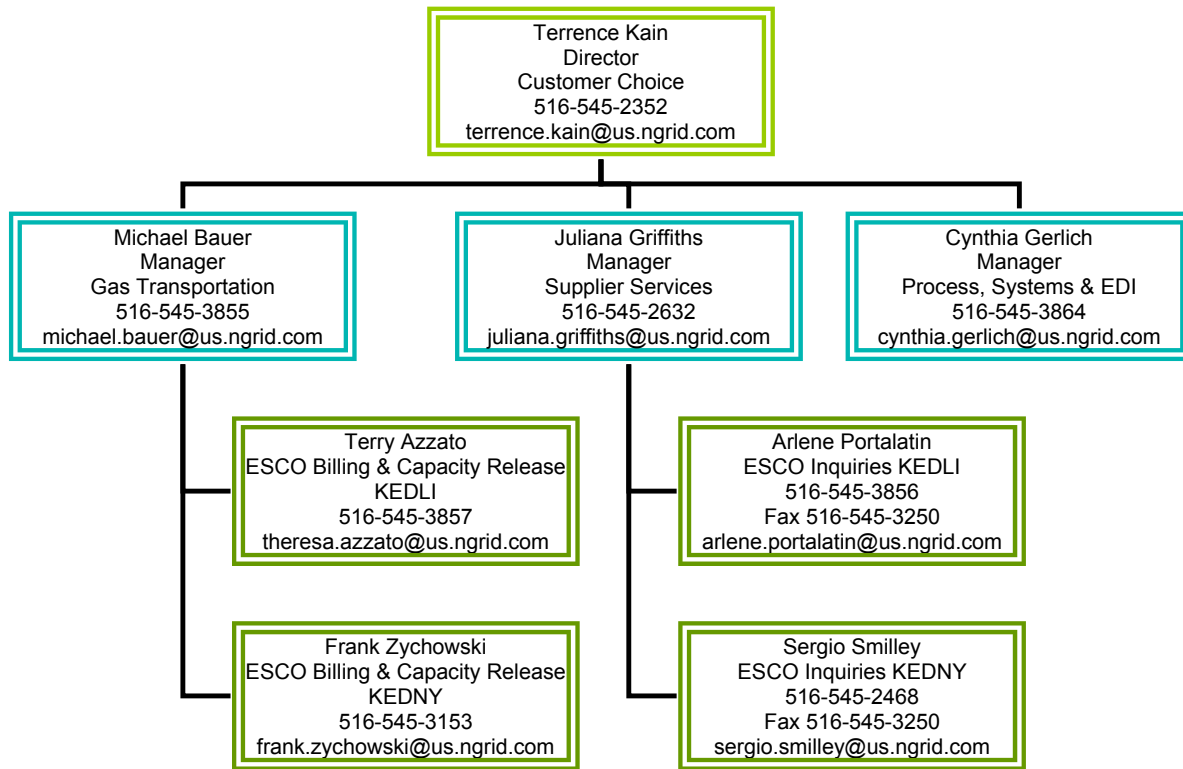 Terrence Kain
Director
Customer Choice
516-545-2352
terrence.kain@us.ngrid.com
Michael Bauer
Manager
Gas Transportation
516-545-3855
michael.bauer@us.ngrid.com
Juliana Griffiths
Manager
Supplier Services
516-545-2632
juliana.griffiths@us.ngrid.com
Cynthia Gerlich
Manager
Process, Systems & EDI
516-545-3864
cynthia.gerlich@us.ngrid.com
Terry Azzato
ESCO Billing & Capacity Release
KEDLI
516-545-3857
theresa.azzato@us.ngrid.com
Arlene Portalatin
ESCO Inquiries KEDLI
516-545-3856
Fax 516-545-3250
arlene.portalatin@us.ngrid.com
Frank Zychowski
ESCO Billing & Capacity Release
KEDNY
516-545-3153
frank.zychowski@us.ngrid.com
Sergio Smilley
ESCO Inquiries KEDNY
516-545-2468
Fax 516-545-3250
sergio.smilley@us.ngrid.com